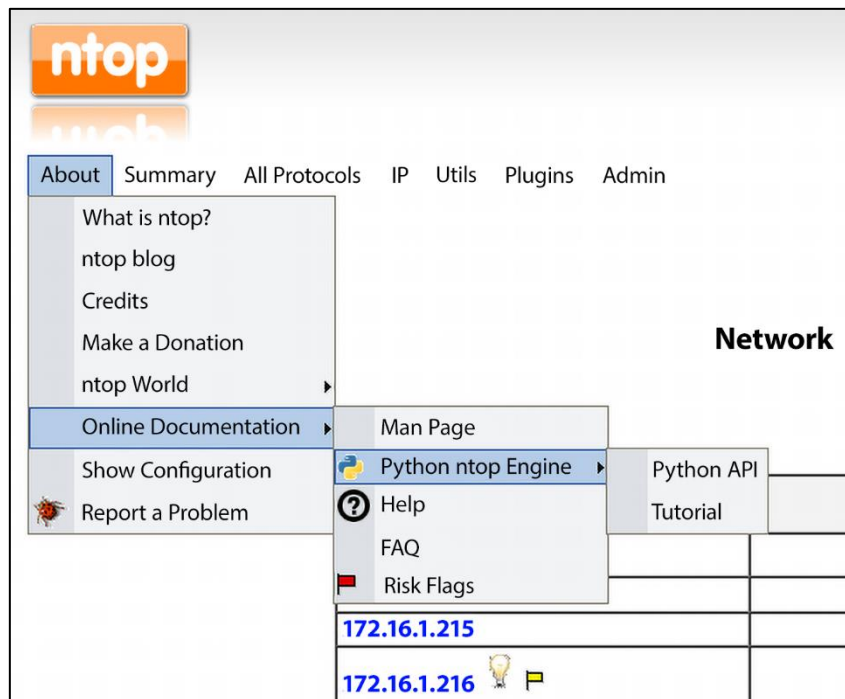 ntop
About Summary All Protocols IP Utils Plugins Admin
What is ntop?
ntop blog
Credits
Make a Donation
Network
ntop World
Online Documentation
Man Page
Show Configuration
Python ntop Engine
Python API
Report a Problem
Help
Tutorial
FAQ
Risk Flags
172.16.1.215
172.16.1.216